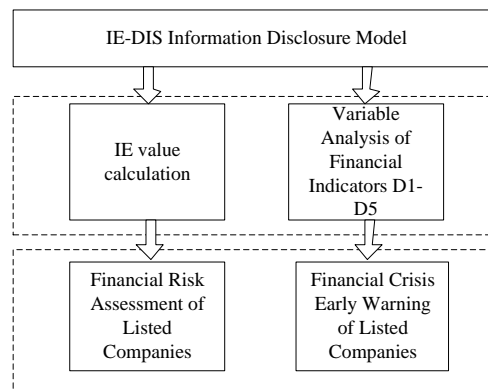 IE-DIS Information Disclosure Model
IE value
calculation
Variable
Analysis of
Financial
Indicators D1-
D5
Financial Risk
Assessment of
Listed
Companies
Financial Crisis
Early Warning
of Listed
Companies